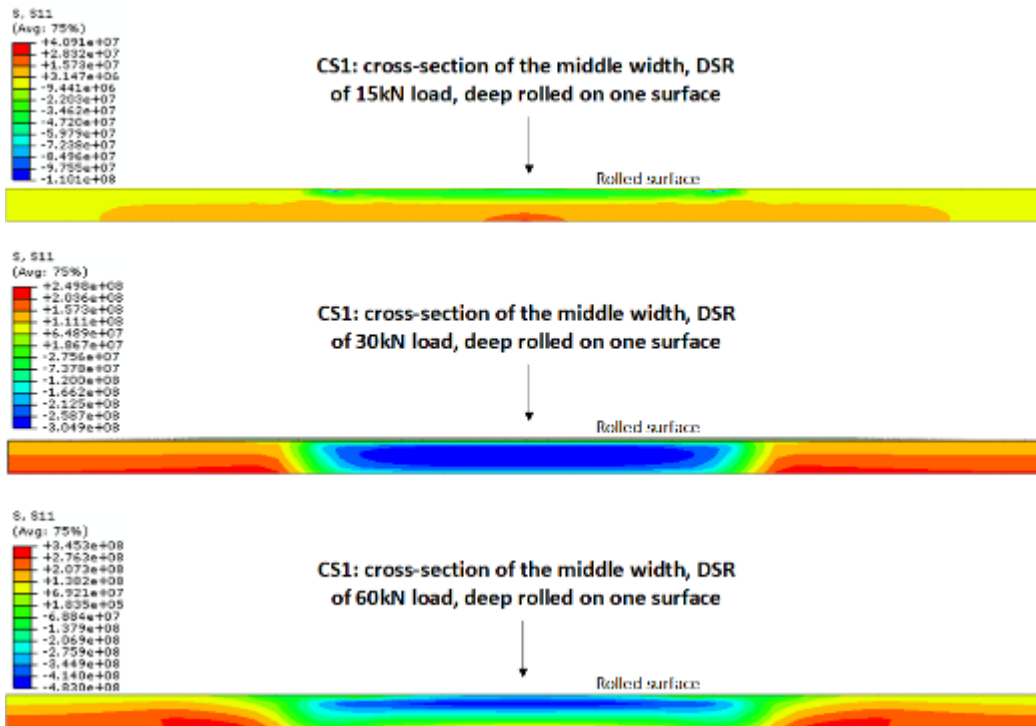 S, S11
(Avg: 75%)
+4.091e+07
+2.832e+07
+1.573e+07
+3.147e+06
-9.441e+06
-2.203e+07
-3.462e+07
-4.720e+07
-5.979e+07
-7.238e+07
-8.496e+07
-9.755e+07
-1.101e+08
CS1: cross-section of the middle width, DSR
of 15kN load, deep rolled on one surface
Rolled surface
S, S11
(Avg: 75%)
+2.498e+08
+2.036e+08
+1.573e+08
+1.111e+08
+6.489e+07
+1.867e+07
-2.756e+07
-7.378e+07
-1.200e+08
-1.662e+08
-2.125e+08
-2.587e+08
-3.049e+08
CS1: cross-section of the middle width, DSR
of 30kN load, deep rolled on one surface
Rolled surface
S, S11
(Avg: 75%)
+3.453e+08
+2.763e+08
+2.073e+08
+1.382e+08
+6.921e+07
+1.835e+05
-6.884e+07
-1.379e+08
-2.069e+08
-2.759e+08
-3.449e+08
-4.140e+08
-4.830e+08
CS1: cross-section of the middle width, DSR
of 60kN load, deep rolled on one surface
Rolled surface